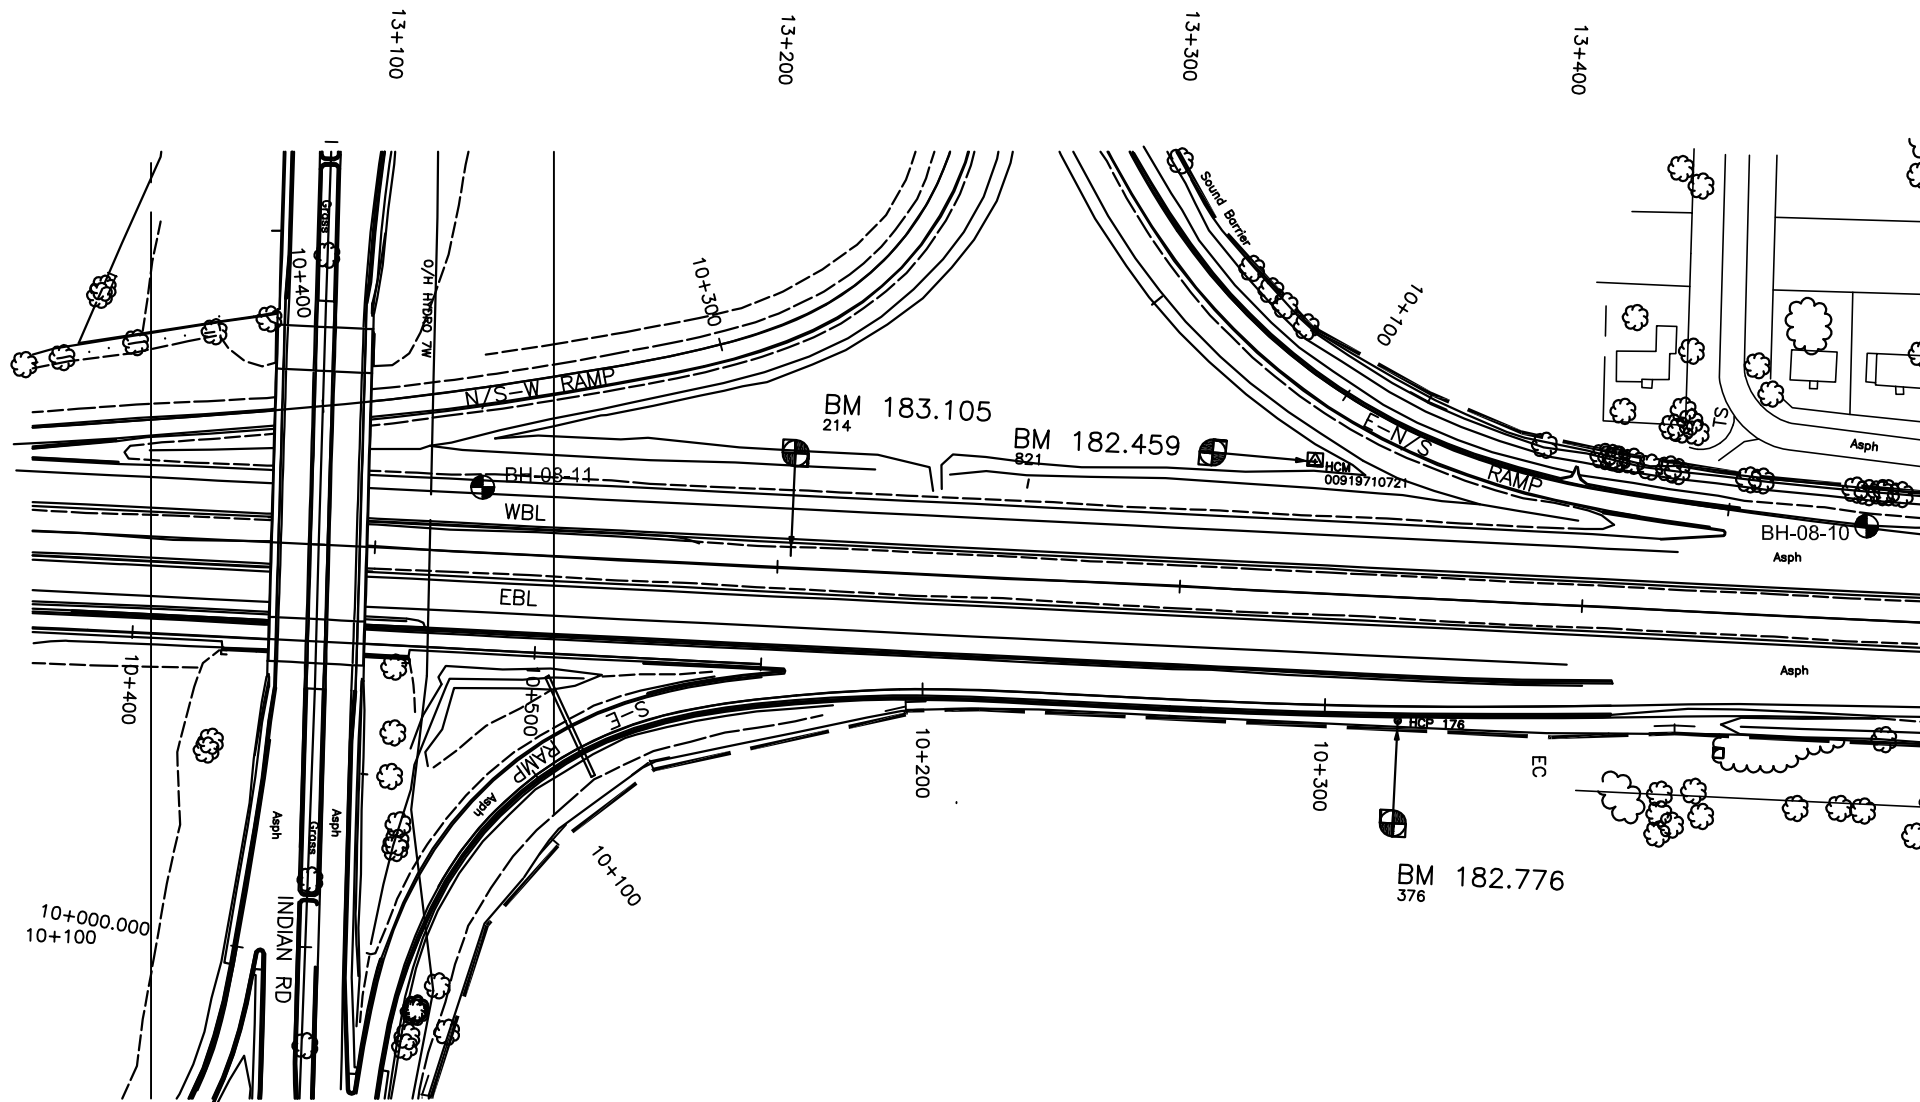 13+100
13+200
13+300
13+400
Sound Barrier
Grass
10+400
O/H HYDRO 7W
10+300
10+100
N/S-W RAMP
BM 183.105
214
BM 182.459
821
E-N/S RAMP
TS
Asph
HCM
00919710721
BH-08-11
WBL
BH-08-10
Asph
EBL
Asph
10+400
10+500
S-E RAMP
HCP 176
10+200
10+300
EC
Asph
Asph
Asph
Grass
10+100
BM 182.776
376
10+000.000
10+100
INDIAN RD